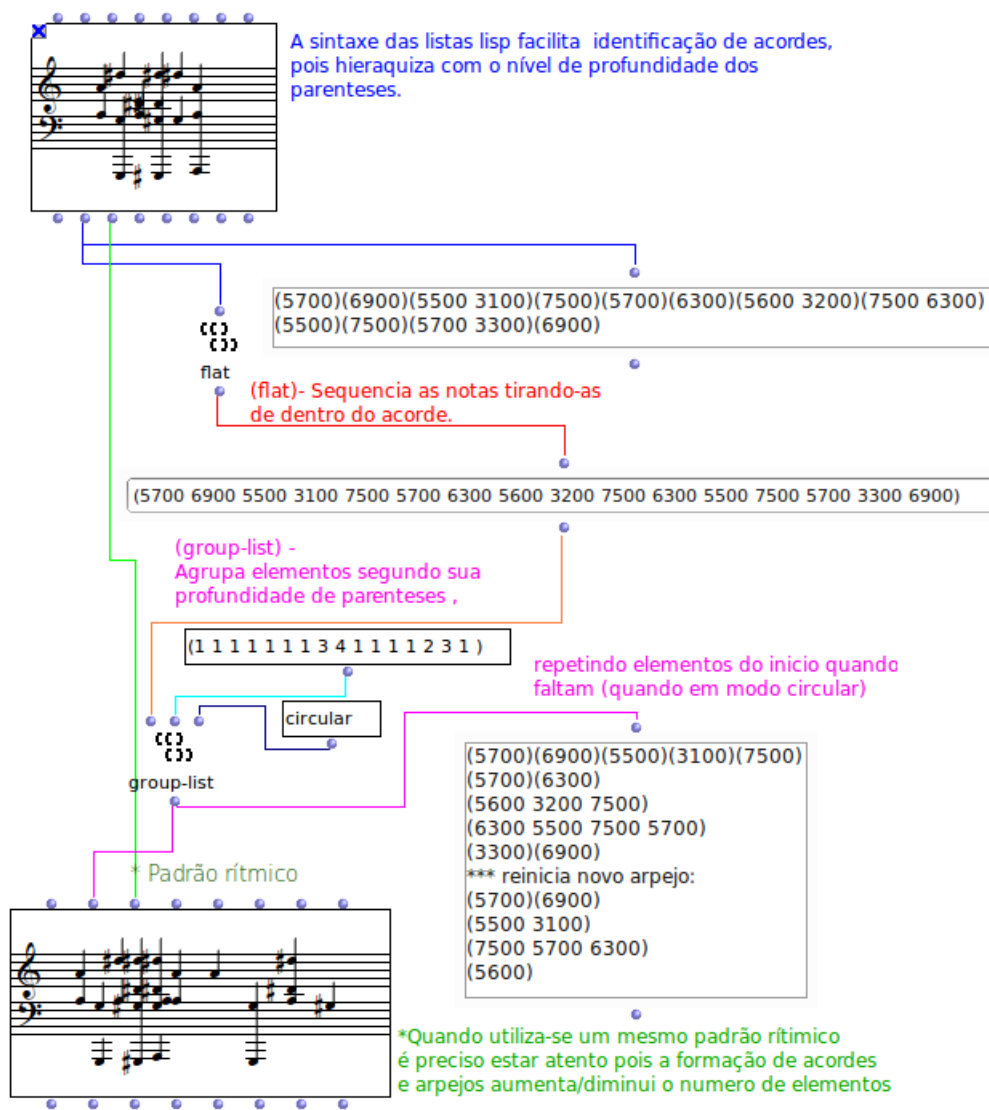 A sintaxe das listas lisp facilita  identificação de acordes,
pois hieraquiza com o nível de profundidade dos
parenteses.
(5700)(6900)(5500 3100)(7500)(5700)(6300)(5600 3200)(7500 6300)
(5500)(7500)(5700 3300)(6900)
flat
(flat)- Sequencia as notas tirando-as
de dentro do acorde.
(5700 6900 5500 3100 7500 5700 6300 5600 3200 7500 6300 5500 7500 5700 3300 6900)
(group-list) -
Agrupa elementos segundo sua
profundidade de parenteses ,
(1 1 1 1 1 1 1 3 4 1 1 1 1 2 3 1 )
repetindo elementos do inicio quando
faltam (quando em modo circular)
circular
group-list
(5700)(6900)(5500)(3100)(7500)
(5700)(6300)
(5600 3200 7500)
(6300 5500 7500 5700)
(3300)(6900)
*** reinicia novo arpejo:
(5700)(6900)
(5500 3100)
(7500 5700 6300)
(5600)
* Padrão rítmico
*Quando utiliza-se um mesmo padrão rítimico
é preciso estar atento pois a formação de acordes
e arpejos aumenta/diminui o numero de elementos